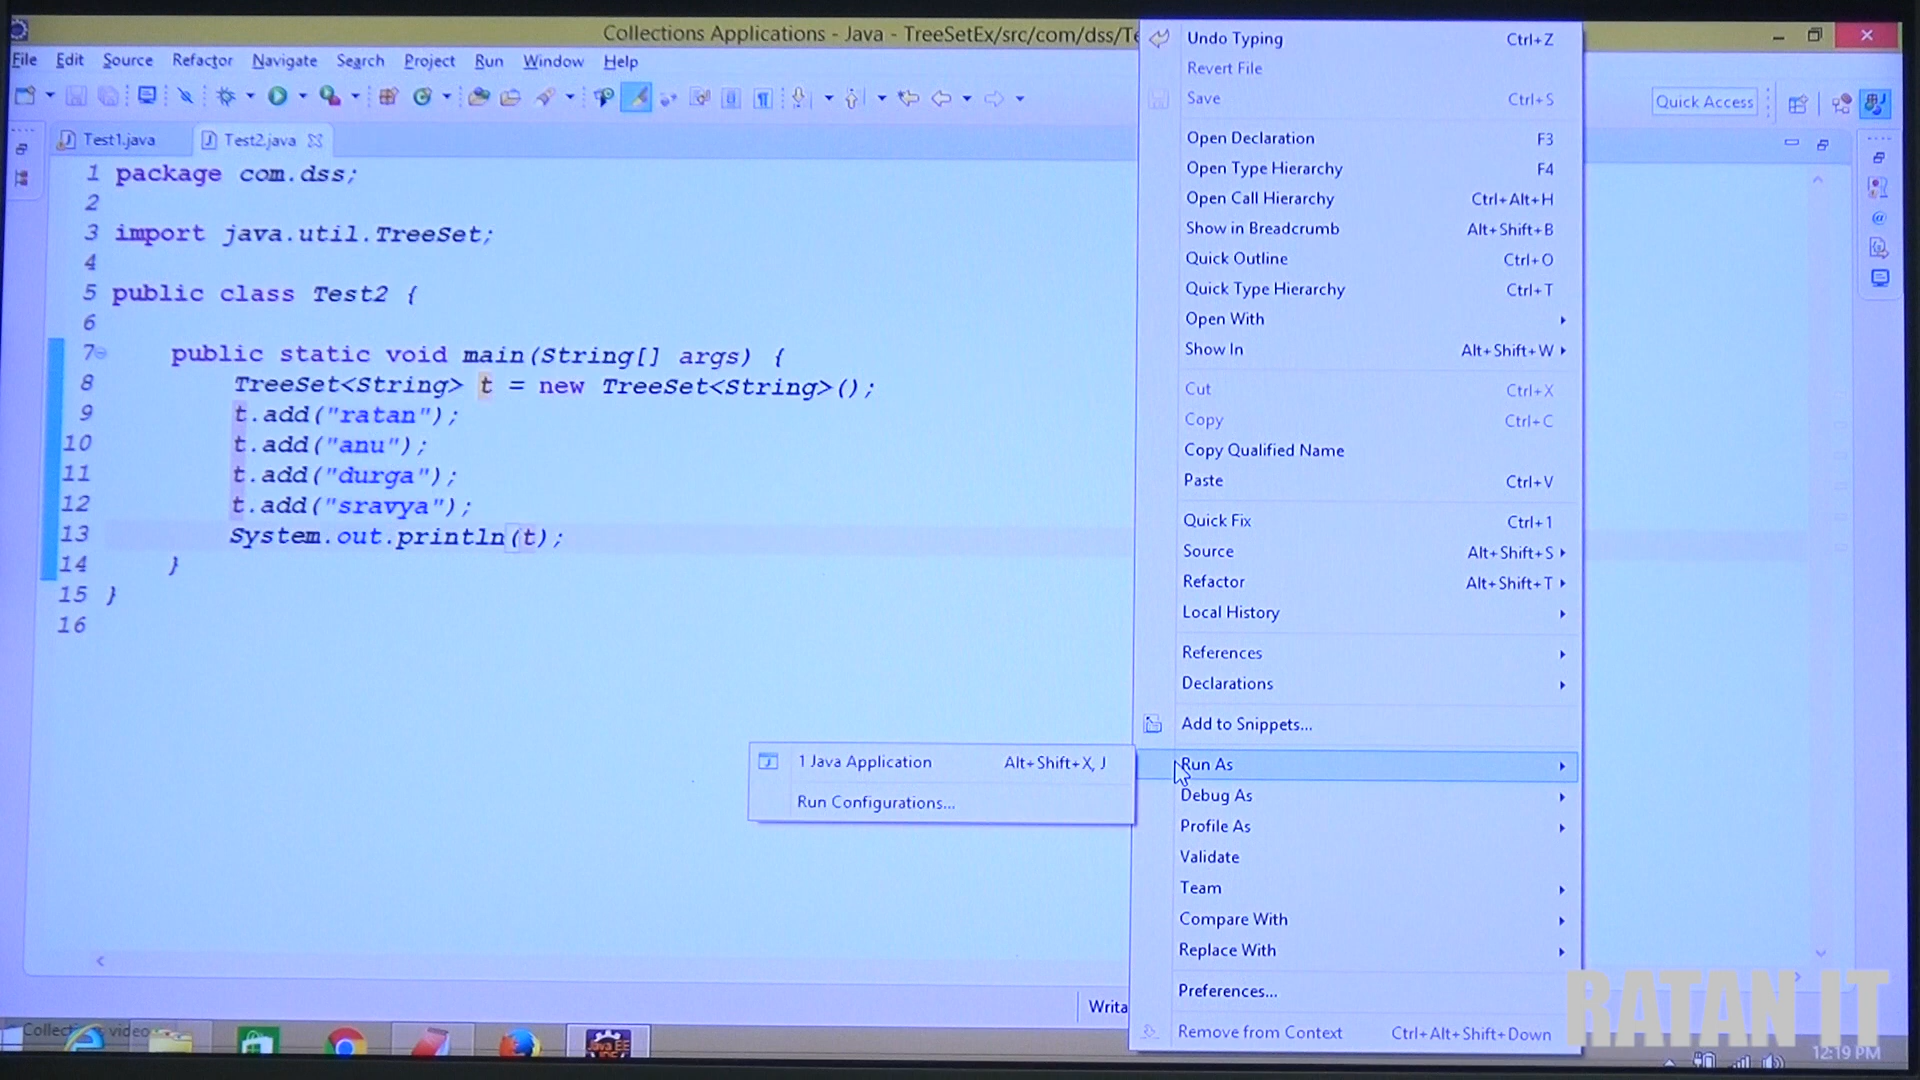 Collections Applications - Java - TreeSetEx/src/com/dss/Te
File Edit Source Refactor Navigate Search Project Run Window Help
Quick Access
Test1.java
Test2.java
1 package com.dss;
2
3 import java.util.TreeSet;
4
5 public class Test2 {
6
7 public static void main(String[] args) {
8 TreeSet<String> t = new TreeSet<String>();
9 t.add("ratan");
10 t.add("anu");
11 t.add("durga");
12 t.add("sravya");
13 System.out.println(t);
14 }
15 }
16
Undo Typing Ctrl+Z
Revert File
Save Ctrl+S
Open Declaration F3
Open Type Hierarchy F4
Open Call Hierarchy Ctrl+Alt+H
Show in Breadcrumb Alt+Shift+B
Quick Outline Ctrl+O
Quick Type Hierarchy Ctrl+T
Open With
Show In Alt+Shift+W
Cut Ctrl+X
Copy Ctrl+C
Copy Qualified Name
Paste Ctrl+V
Quick Fix Ctrl+1
Source Alt+Shift+S
Refactor Alt+Shift+T
Local History
References
Declarations
Add to Snippets...
Run As
Debug As
Profile As
Validate
Team
Compare With
Replace With
Preferences...
Remove from Context Ctrl+Alt+Shift+Down
1 Java Application Alt+Shift+X, J
Run Configurations...
Writa
Java EE
IDE
RATAN IT
12:19 PM